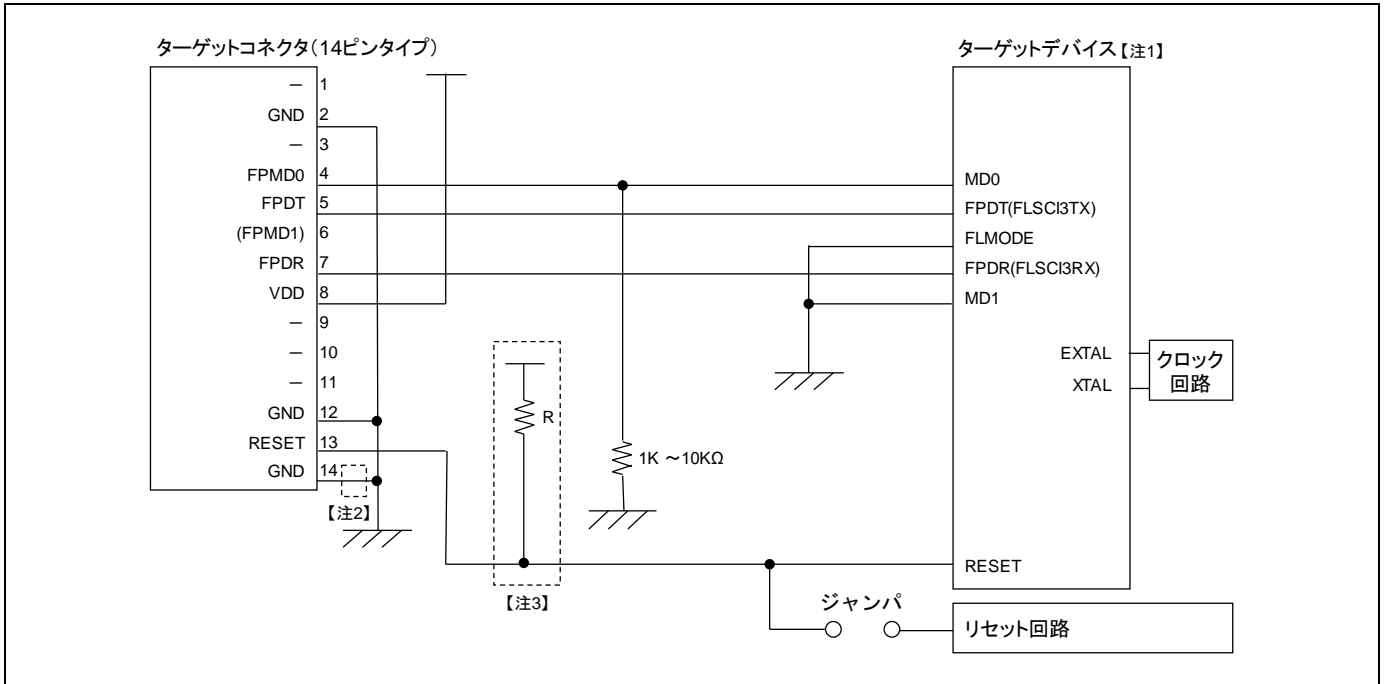 ターゲットコネクタ(14ピンタイプ)
ターゲットデバイス【注1】
— 1
GND 2
— 3
FPMD0 4
FPDT 5
(FPMD1) 6
FPDR 7
VDD 8
— 9
— 10
— 11
GND 12
RESET 13
GND 14
【注2】
R
【注3】
1K ～10KΩ
MD0
FPDT(FLSCI3TX)
FLMODE
FPDR(FLSCI3RX)
MD1
EXTAL
XTAL
クロック
回路
RESET
ジャンパ
リセット回路